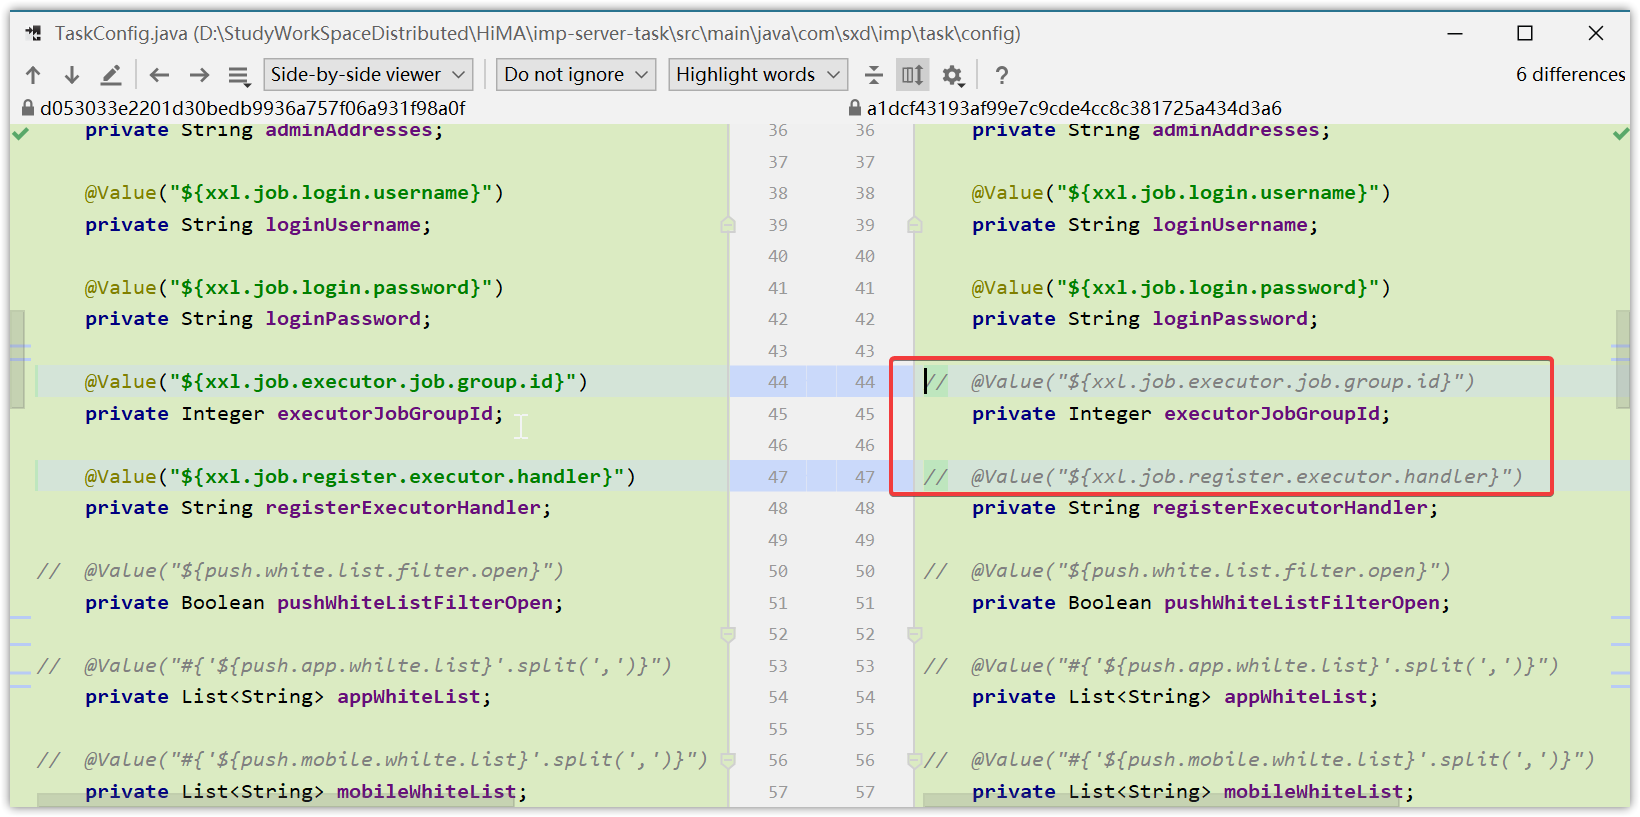 TaskConfig.java (D:\StudyWorkSpaceDistributed\HiMA\imp-server-task\src\main\java\com\sxd\imp\task\config)
Side-by-side viewer Do not ignore Highlight words ? 6 differences
d053033e2201d30bedb9936a757f06a931f98a0f a1dcf43193af99e7c9cde4cc8c381725a434d3a6
private String adminAddresses; 36 36 private String adminAddresses;
37 37
@Value("${xxl.job.login.username}") 38 38 @Value("${xxl.job.login.username}")
private String loginUsername; 39 39 private String loginUsername;
40 40
@Value("${xxl.job.login.password}") 41 41 @Value("${xxl.job.login.password}")
private String loginPassword; 42 42 private String loginPassword;
43 43
@Value("${xxl.job.executor.job.group.id}") 44 44 // @Value("${xxl.job.executor.job.group.id}")
private Integer executorJobGroupId; 45 45 private Integer executorJobGroupId;
46 46
@Value("${xxl.job.register.executor.handler}") 47 47 // @Value("${xxl.job.register.executor.handler}")
private String registerExecutorHandler; 48 48 private String registerExecutorHandler;
49 49
// @Value("${push.white.list.filter.open}") 50 50 // @Value("${push.white.list.filter.open}")
private Boolean pushWhiteListFilterOpen; 51 51 private Boolean pushWhiteListFilterOpen;
52 52
// @Value("#{'${push.app.whilte.list}'.split(',')}") 53 53 // @Value("#{'${push.app.whilte.list}'.split(',')}")
private List<String> appWhiteList; 54 54 private List<String> appWhiteList;
55 55
// @Value("#{'${push.mobile.whilte.list}'.split(',')}") 56 56 // @Value("#{'${push.mobile.whilte.list}'.split(',')}")
private List<String> mobileWhiteList; 57 57 private List<String> mobileWhiteList;